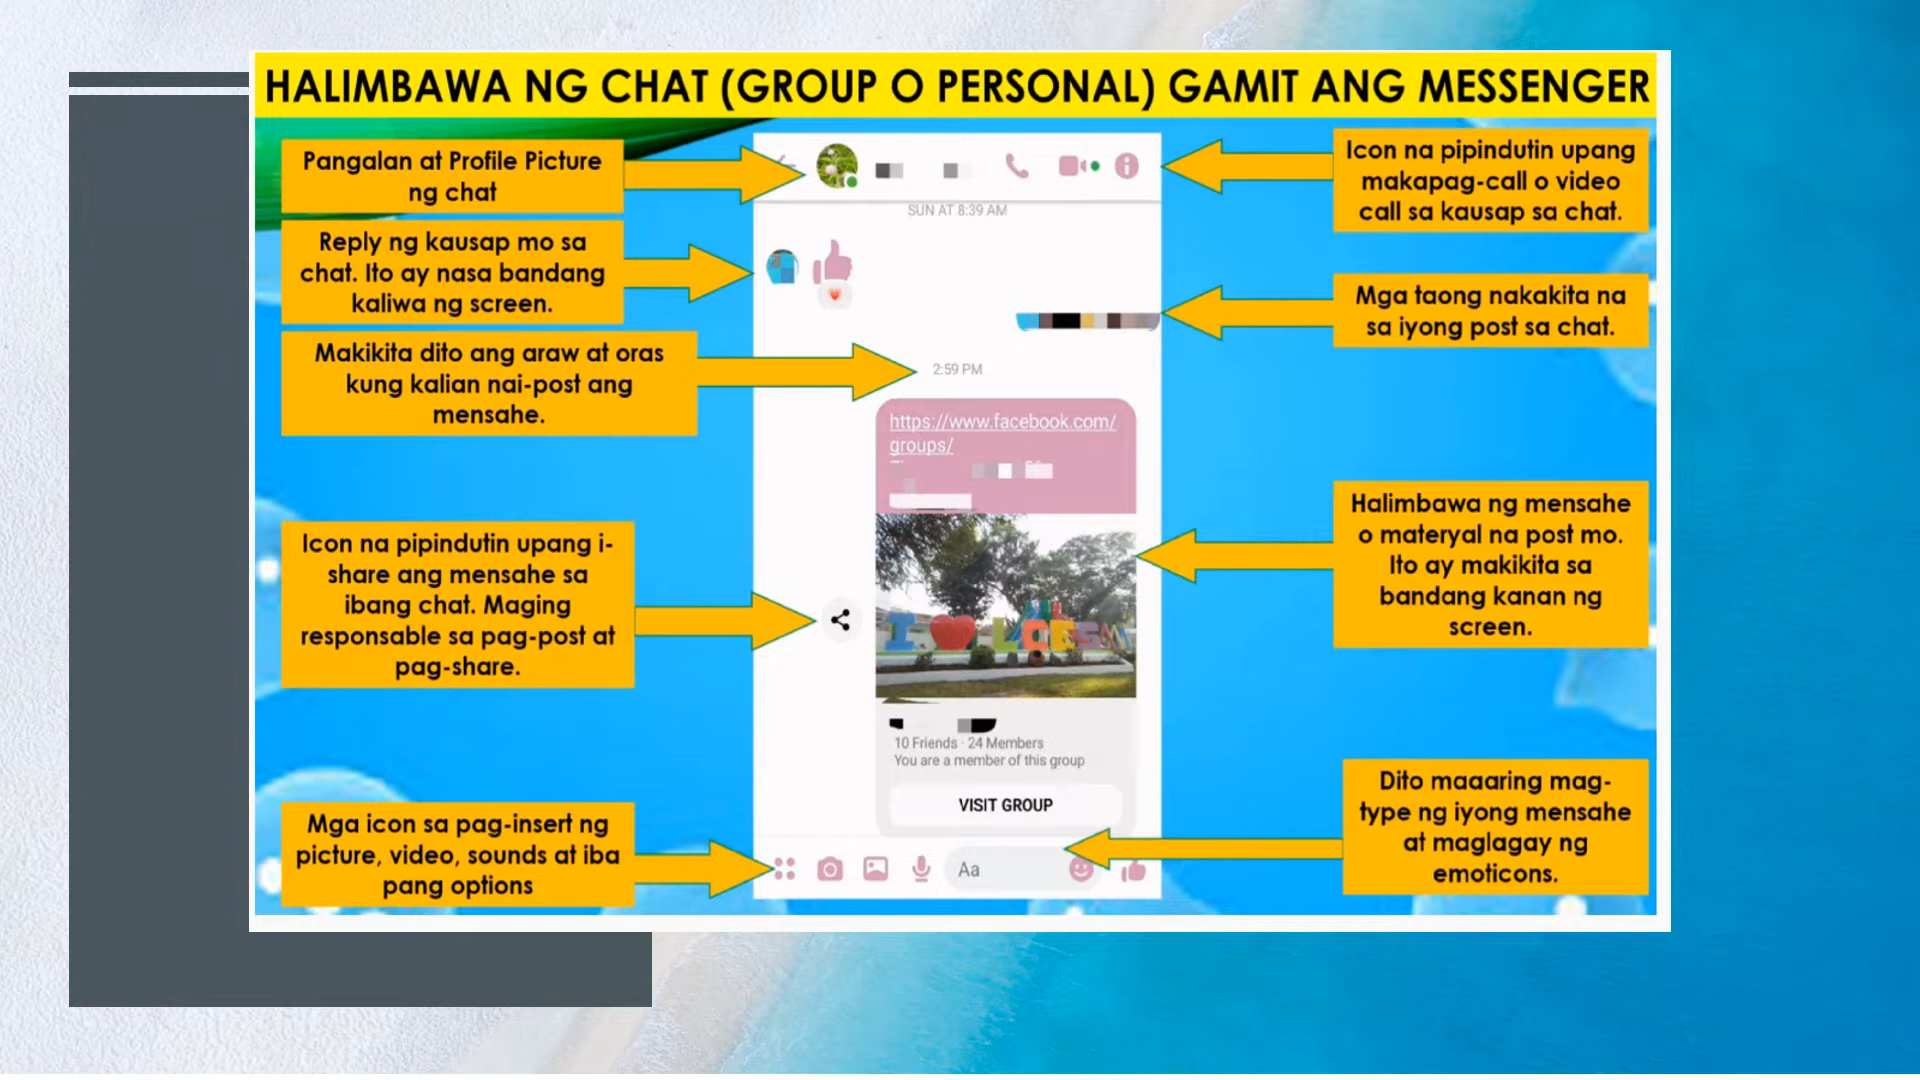 HALIMBAWA NG CHAT (GROUP O PERSONAL) GAMIT ANG MESSENGER
Pangalan at Profile Picture
ng chat
Reply ng kausap mo sa
chat. Ito ay nasa bandang
kaliwa ng screen.
Makikita dito ang araw at oras
kung kalian nai-post ang
mensahe.
Icon na pipindutin upang i-
share ang mensahe sa
ibang chat. Maging
responsable sa pag-post at
pag-share.
Mga icon sa pag-insert ng
picture, video, sounds at iba
pang options
SUN AT 8:39 AM
2:59 PM
https://www.facebook.com/
groups/
I LCESM
10 Friends · 24 Members
You are a member of this group
VISIT GROUP
Aa
Icon na pipindutin upang
makapag-call o video
call sa kausap sa chat.
Mga taong nakakita na
sa iyong post sa chat.
Halimbawa ng mensahe
o materyal na post mo.
Ito ay makikita sa
bandang kanan ng
screen.
Dito maaaring mag-
type ng iyong mensahe
at maglagay ng
emoticons.